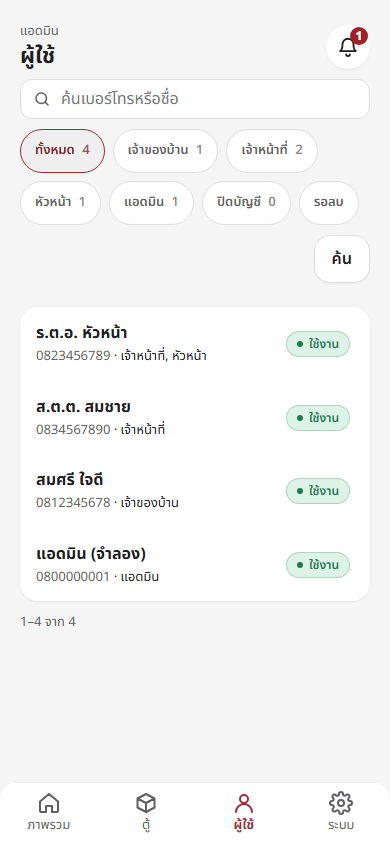 แอดมิน
ผู้ใช้
1
ค้นเบอร์โทรหรือชื่อ
ทั้งหมด 4
เจ้าของบ้าน 1
เจ้าหน้าที่ 2
หัวหน้า 1
แอดมิน 1
ปิดบัญชี 0
รอลบ
ค้น
ร.ต.อ. หัวหน้า
0823456789 · เจ้าหน้าที่, หัวหน้า
ใช้งาน
ส.ต.ต. สมชาย
0834567890 · เจ้าหน้าที่
ใช้งาน
สมศรี ใจดี
0812345678 · เจ้าของบ้าน
ใช้งาน
แอดมิน (จำลอง)
0800000001 · แอดมิน
ใช้งาน
1–4 จาก 4
ภาพรวม
ตู้
ผู้ใช้
ระบบ